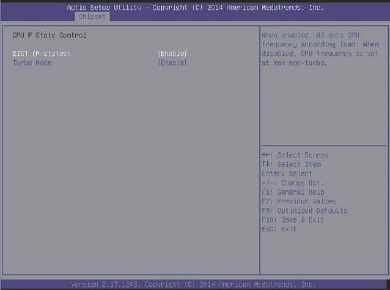 Aptio Setup Utility - Copyright (C) 2014 American Megatrends, Inc.
Chipset
CPU P State Control
EIST (P-states) [Enable]
Turbo Mode [Enable]
When enabled, OS sets CPU
frequency according load. When
disabled, CPU frequency is set
at max non-turbo.
Select Screen
Select Item
Enter: Select
+/-: Change Opt.
F1: General Help
F2: Previous Values
F9: Optimized Defaults
F10: Save & Exit
ESC: Exit
Version 2.17.1249. Copyright (C) 2014 American Megatrends, Inc.